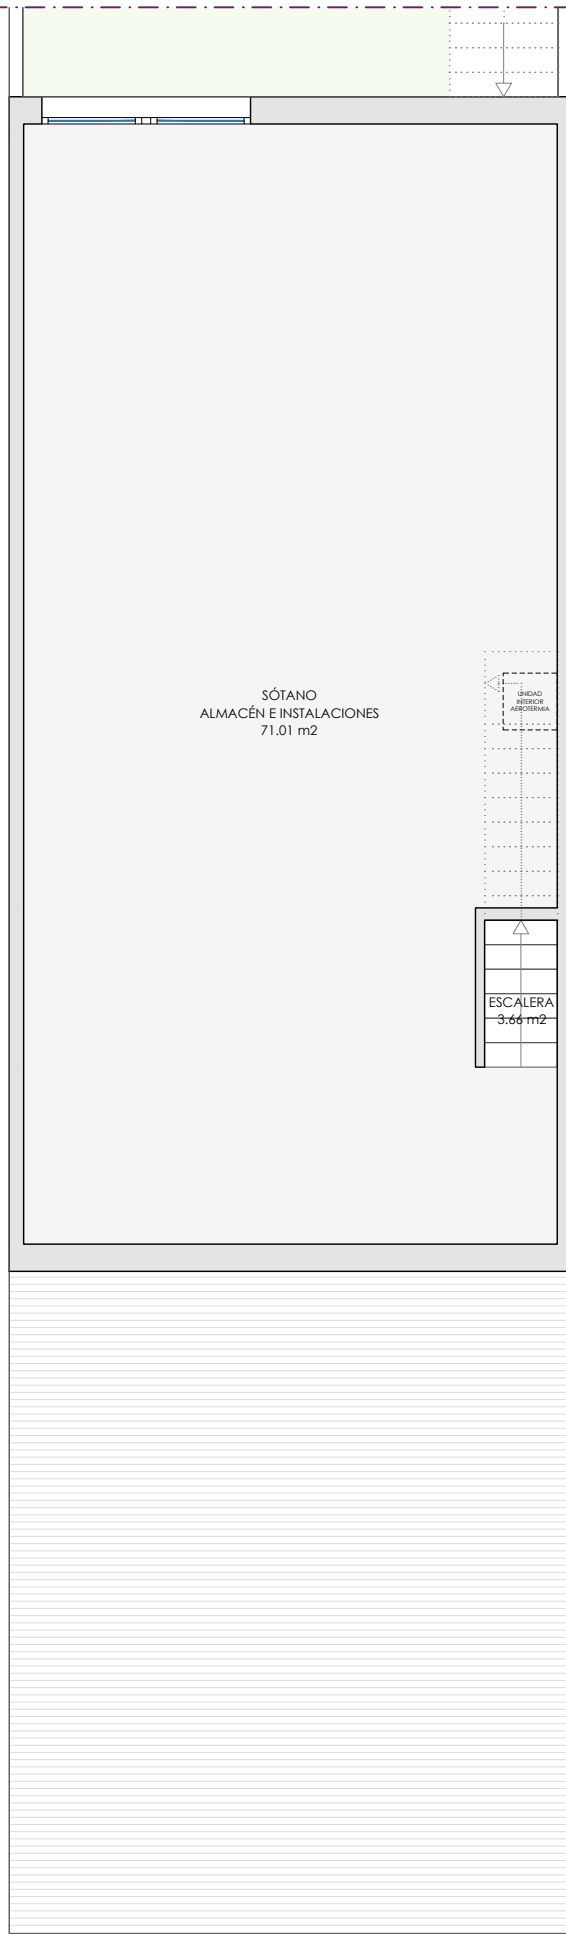 SÓTANO
ALMACÉN E INSTALACIONES
71.01 m2
UNIDAD
INTERIOR
AEROTERMIA
ESCALERA
3.66 m2